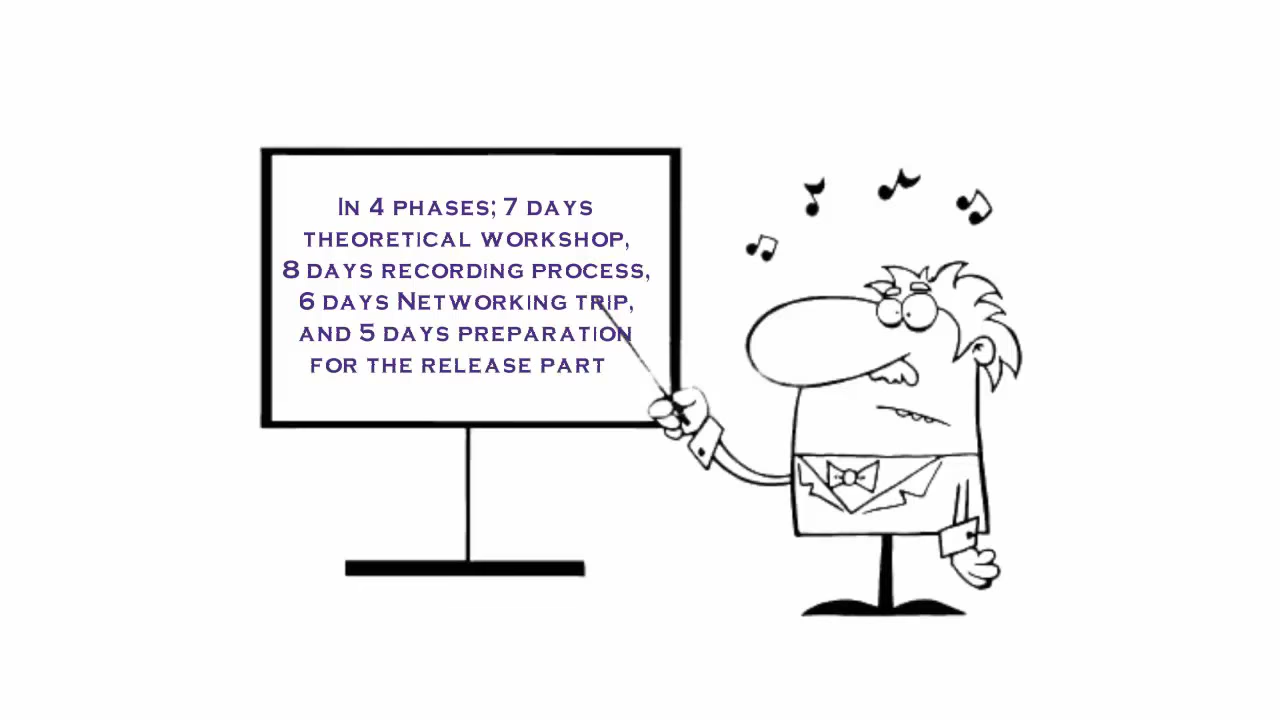 In 4 phases; 7 days
theoretical workshop,
8 days recording process,
6 days Networking trip,
and 5 days preparation
for the release part